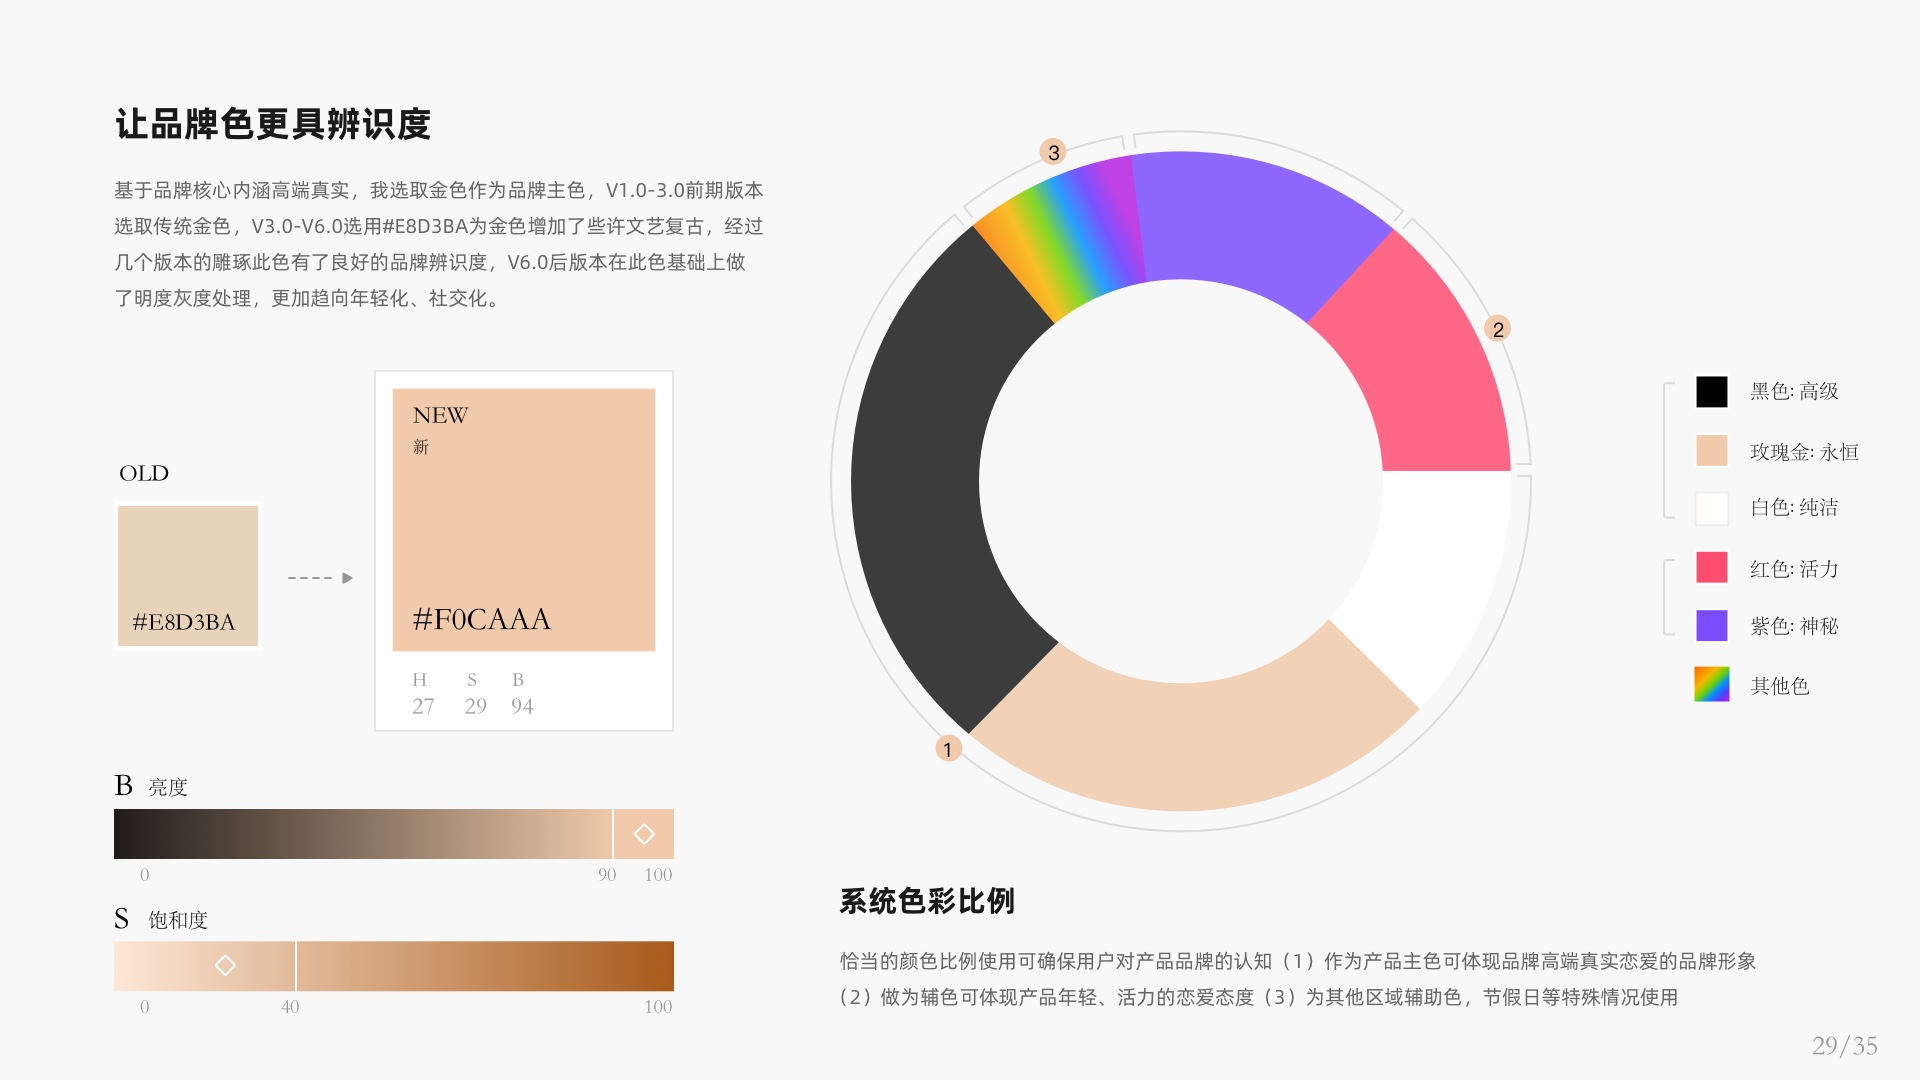 让品牌色更具辨识度
基于品牌核心内涵高端真实，我选取金色作为品牌主色，V1.0-3.0前期版本
选取传统金色，V3.0-V6.0选用#E8D3BA为金色增加了些许文艺复古，经过
几个版本的雕琢此色有了良好的品牌辨识度，V6.0后版本在此色基础上做
了明度灰度处理，更加趋向年轻化、社交化。
OLD
#E8D3BA
NEW
新
#F0CAAA
H S B
27 29 94
B 亮度
0 90 100
S 饱和度
0 40 100
3
2
1
黑色: 高级
玫瑰金: 永恒
白色: 纯洁
红色: 活力
紫色: 神秘
其他色
系统色彩比例
恰当的颜色比例使用可确保用户对产品品牌的认知（1）作为产品主色可体现品牌高端真实恋爱的品牌形象
（2）做为辅色可体现产品年轻、活力的恋爱态度（3）为其他区域辅助色，节假日等特殊情况使用
29/35